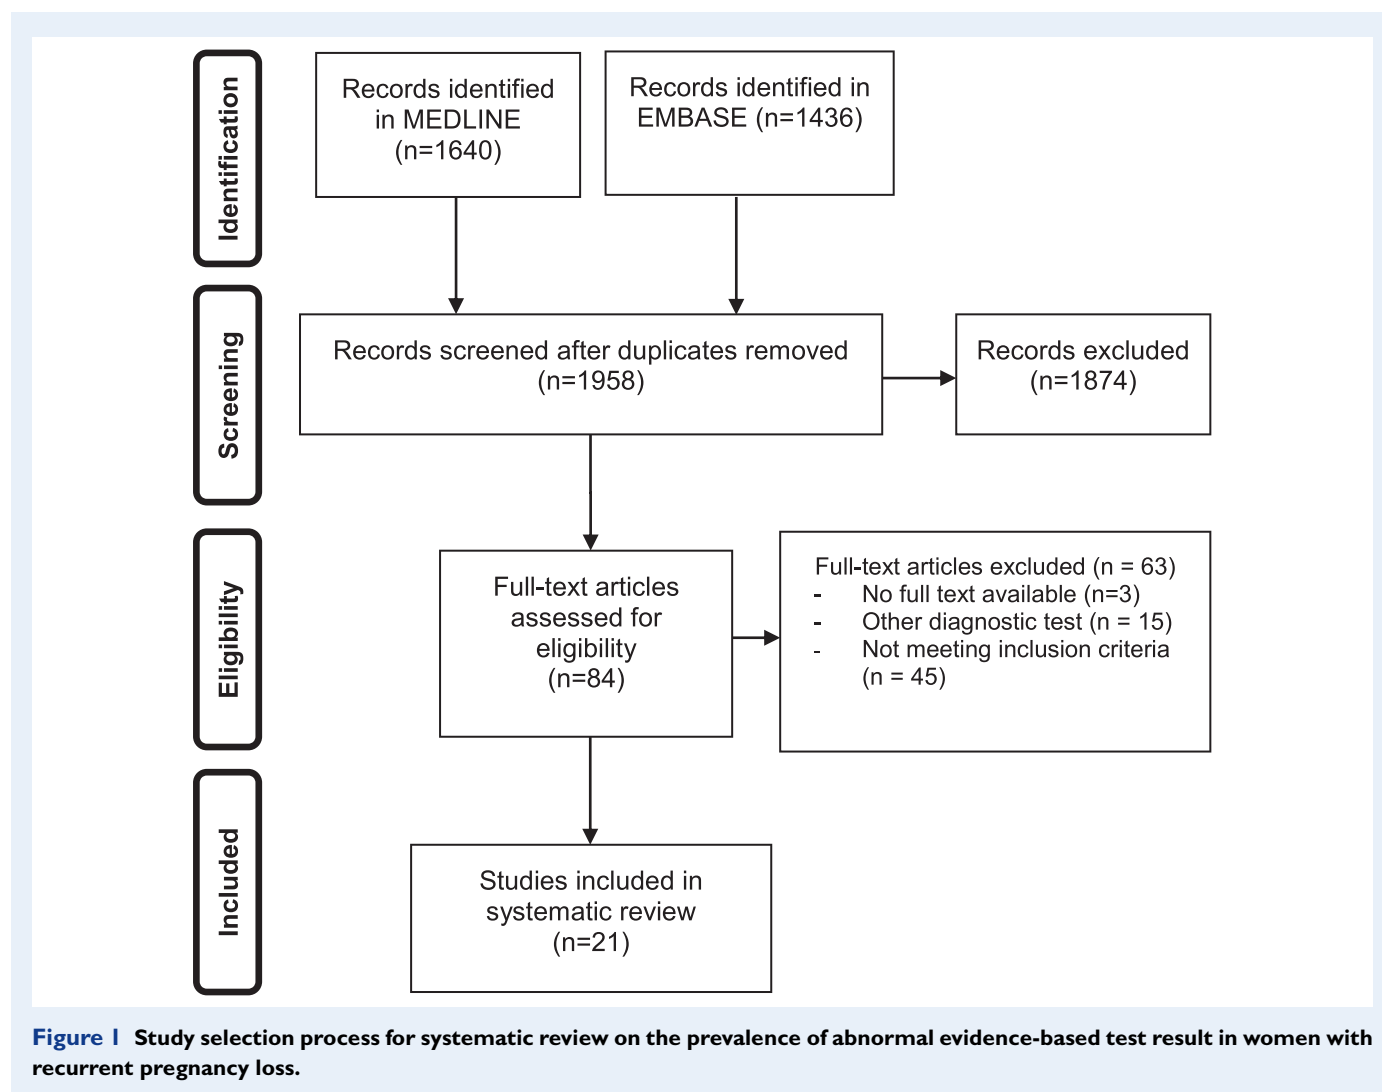 Identification
Records identified
in MEDLINE
(n=1640)
Records identified in
EMBASE (n=1436)
Screening
Records screened after duplicates removed
(n=1958)
Records excluded
(n=1874)
Eligibility
Full-text articles
assessed for
eligibility
(n=84)
Full-text articles excluded (n = 63)
- No full text available (n=3)
- Other diagnostic test (n = 15)
- Not meeting inclusion criteria
(n = 45)
Included
Studies included in
systematic review
(n=21)
Figure 1 Study selection process for systematic review on the prevalence of abnormal evidence-based test result in women with
recurrent pregnancy loss.